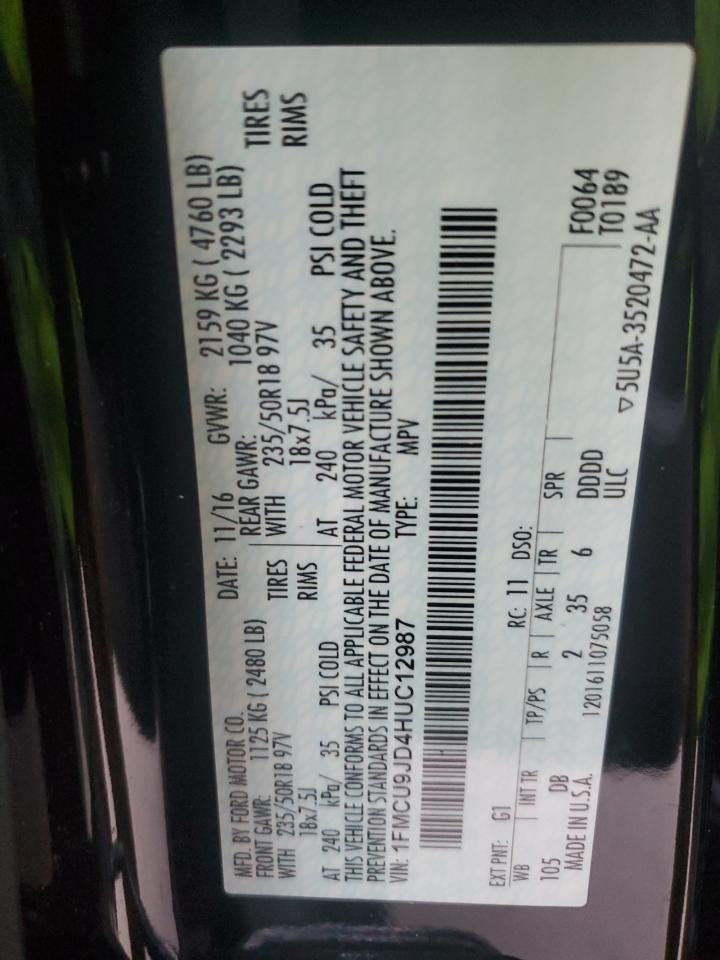 MFD. BY FORD MOTOR CO.
DATE: 11/16 GVWR: 2159 KG ( 4760 LB)
FRONT GAWR: 1125 KG ( 2480 LB) REAR GAWR: 1040 KG ( 2293 LB)
WITH 235/50R18 97V TIRES WITH 235/50R18 97V TIRES
18x7.5J RIMS 18x7.5J RIMS
AT 240 kPa/ 35 PSI COLD AT 240 kPa/ 35 PSI COLD
THIS VEHICLE CONFORMS TO ALL APPLICABLE FEDERAL MOTOR VEHICLE SAFETY AND THEFT
PREVENTION STANDARDS IN EFFECT ON THE DATE OF MANUFACTURE SHOWN ABOVE.
VIN: 1FMCU9JD4HUC12987 TYPE: MPV
EXT PNT: G1 RC: 11 DSO:
WB INT TR TP/PS R AXLE TR SPR F0064
105 DB 2 35 6 DDDD T0189
MADE IN U.S.A. 1201611075058 ULC
▽5U5A-3520472-AA